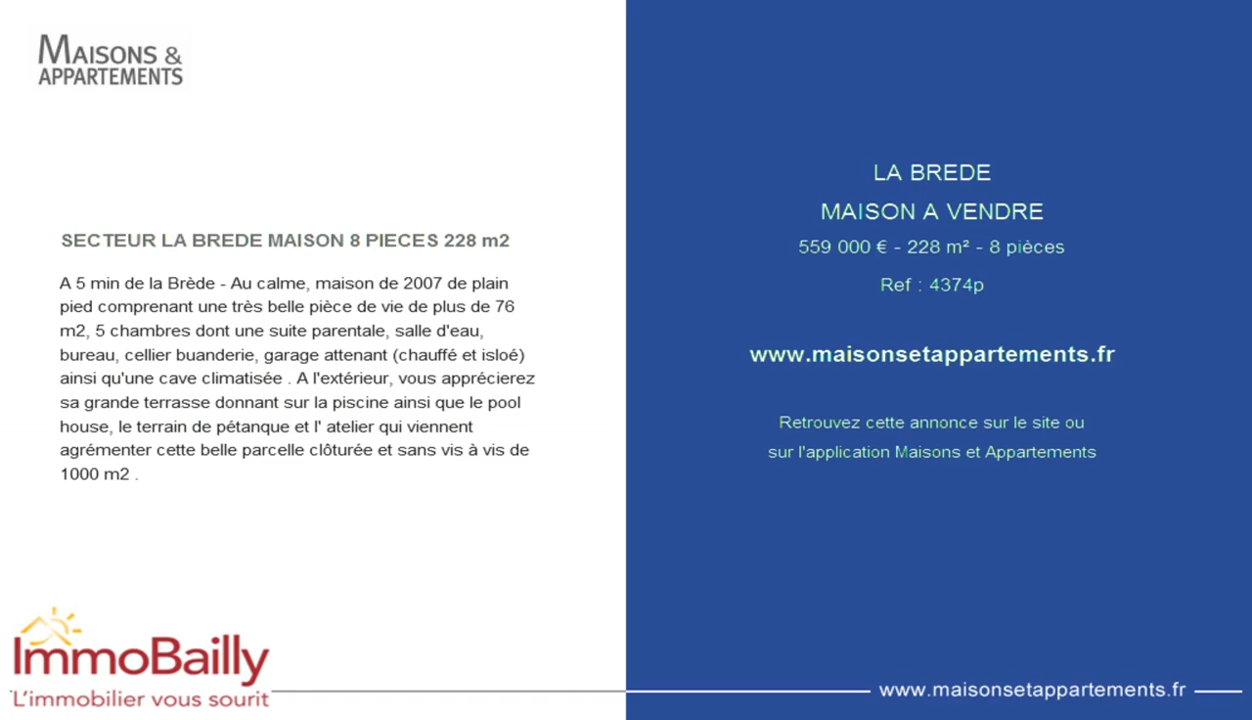 MAISONS &
APPARTEMENTS
SECTEUR LA BREDE MAISON 8 PIECES 228 m2
A 5 min de la Brède - Au calme, maison de 2007 de plain
pied comprenant une très belle pièce de vie de plus de 76
m2, 5 chambres dont une suite parentale, salle d'eau,
bureau, cellier buanderie, garage attenant (chauffé et isloé)
ainsi qu'une cave climatisée . A l'extérieur, vous apprécierez
sa grande terrasse donnant sur la piscine ainsi que le pool
house, le terrain de pétanque et l' atelier qui viennent
agrémenter cette belle parcelle clôturée et sans vis à vis de
1000 m2 .
ImmoBailly
L'immobilier vous sourit
LA BREDE
MAISON A VENDRE
559 000 € - 228 m² - 8 pièces
Ref : 4374p
www.maisonsetappartements.fr
Retrouvez cette annonce sur le site ou
sur l'application Maisons et Appartements
www.maisonsetappartements.fr